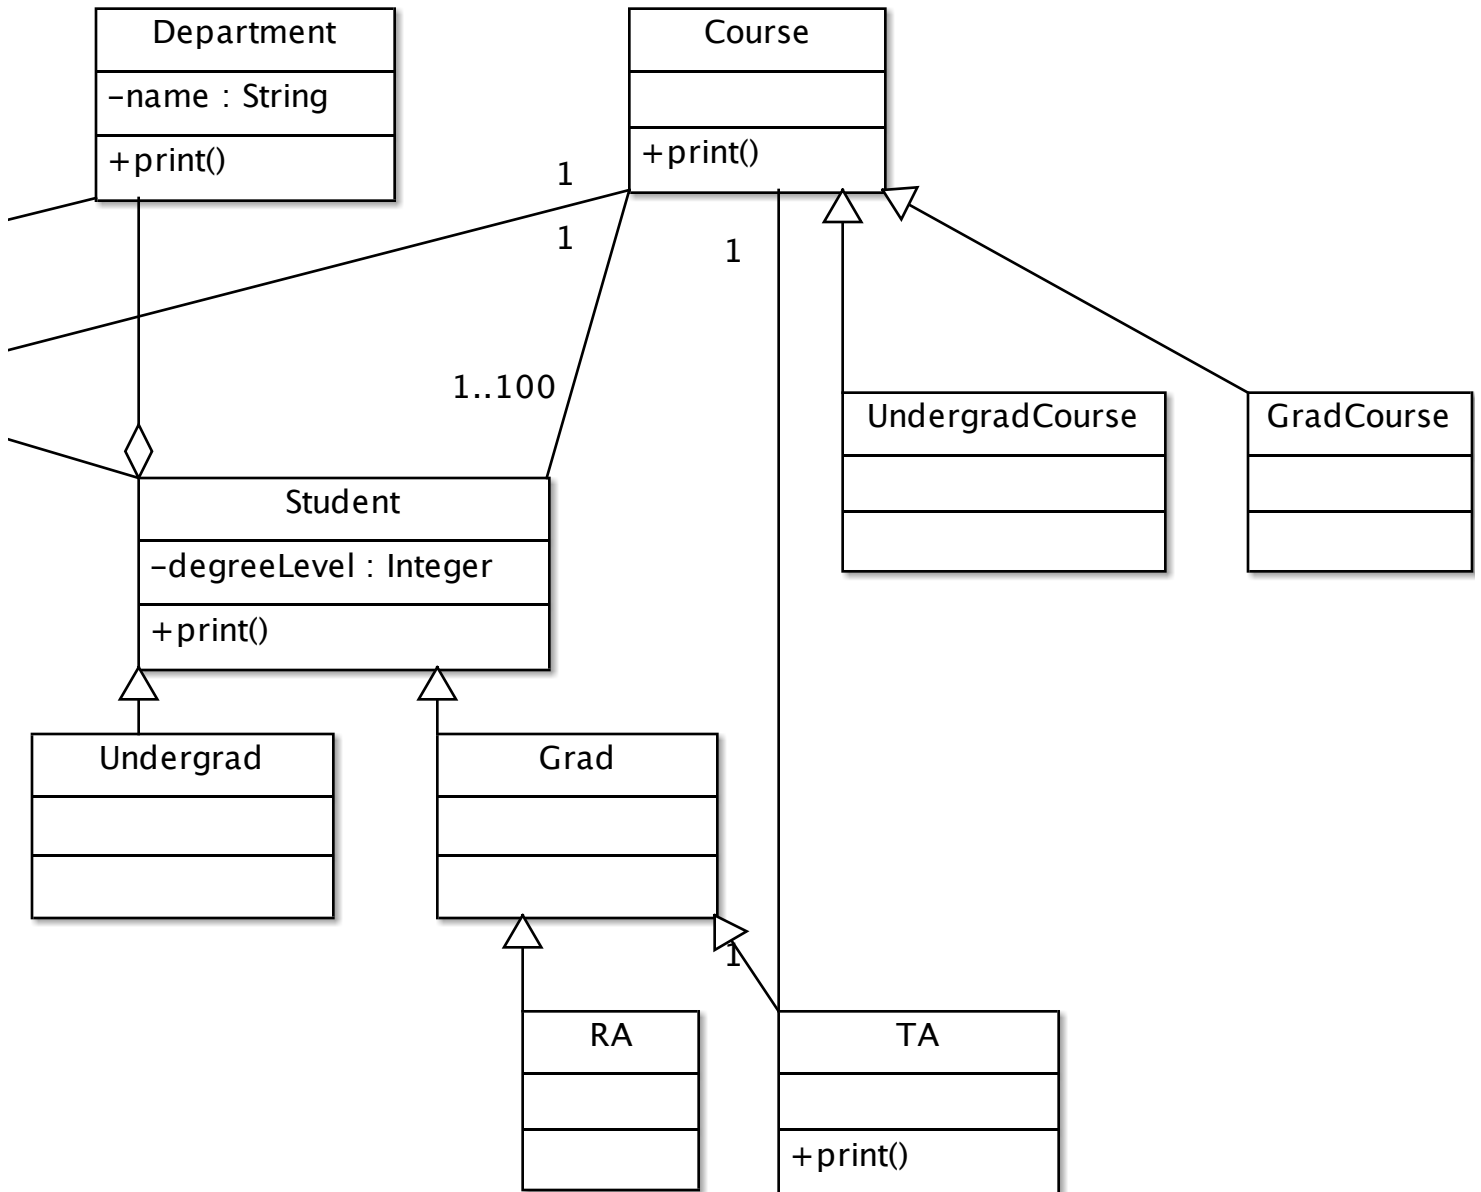 Department
–name : String
+print()
Course
+print()
1
1
1
1..100
UndergradCourse
GradCourse
Student
–degreeLevel : Integer
+print()
Undergrad
Grad
1
RA
TA
+print()